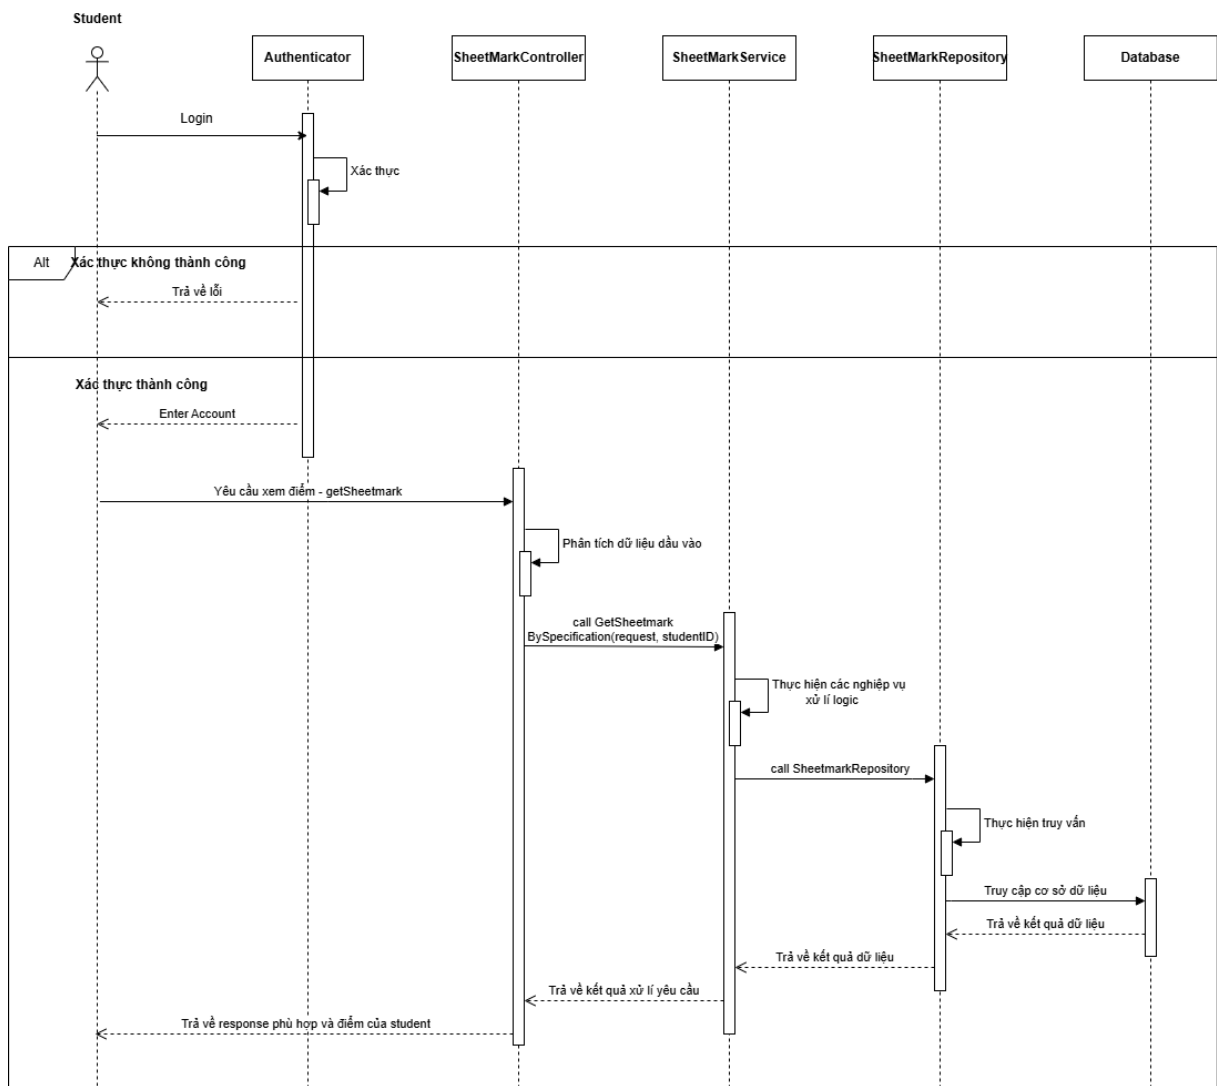 Student
Authenticator
SheetMarkController
SheetMarkService
SheetMarkRepository
Database
Login
Xác thực
Alt
Xác thực không thành công
Trả về lỗi
Xác thực thành công
Enter Account
Yêu cầu xem điểm - getSheetmark
Phân tích dữ liệu dầu vào
call GetSheetmark
BySpecification(request, studentID)
Thực hiện các nghiệp vụ
xử lí logic
call SheetmarkRepository
Thực hiện truy vấn
Truy cập cơ sở dữ liệu
Trả về kết quả dữ liệu
Trả về kết quả dữ liệu
Trả về kết quả xử lí yêu cầu
Trả về response phù hợp và điểm của student